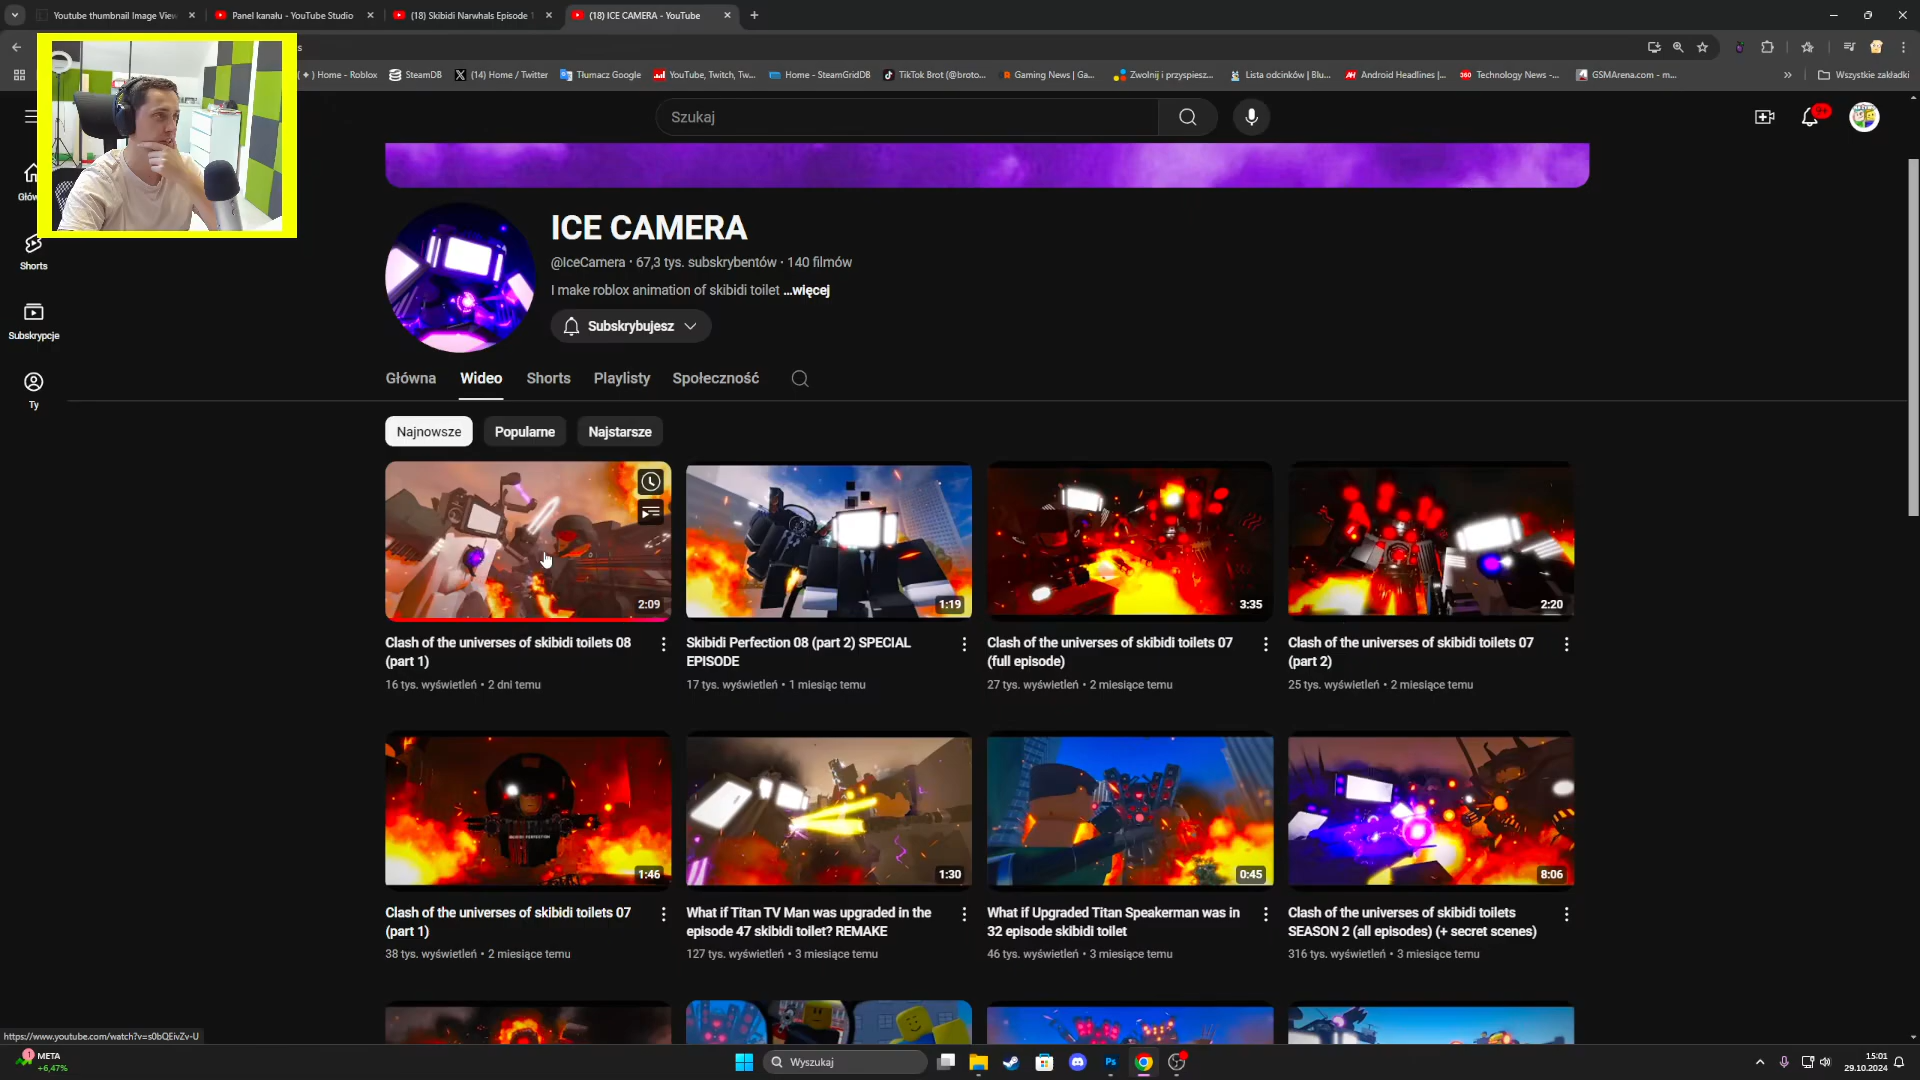 Youtube thumbnail Image View
Panel kanału - YouTube Studio
(18) Skibidi Narwhals Episode 1
(18) ICE CAMERA - YouTube
( + ) Home - Roblox
SteamDB
(14) Home / Twitter
Tłumacz Google
YouTube, Twitch, Tw...
Home - SteamGridDB
TikTok Brot (@broto...
Gaming News | Ga...
Zwolnij i przyspiesz...
Lista odcinków | Blu...
Android Headlines |...
Technology News -...
GSMArena.com - m...
Wszystkie zakładki
Szukaj
9+
Shorts
Subskrypcje
Ty
ICE CAMERA
@IceCamera · 67,3 tys. subskrybentów · 140 filmów
I make roblox animation of skibidi toilet ...więcej
Subskrybujesz
Główna
Wideo
Shorts
Playlisty
Społeczność
Najnowsze
Popularne
Najstarsze
2:09
1:19
3:35
2:20
Clash of the universes of skibidi toilets 08
(part 1)
16 tys. wyświetleń • 2 dni temu
Skibidi Perfection 08 (part 2) SPECIAL
EPISODE
17 tys. wyświetleń • 1 miesiąc temu
Clash of the universes of skibidi toilets 07
(full episode)
27 tys. wyświetleń • 2 miesiące temu
Clash of the universes of skibidi toilets 07
(part 2)
25 tys. wyświetleń • 2 miesiące temu
1:46
1:30
0:45
8:06
Clash of the universes of skibidi toilets 07
(part 1)
38 tys. wyświetleń • 2 miesiące temu
What if Titan TV Man was upgraded in the
episode 47 skibidi toilet? REMAKE
127 tys. wyświetleń • 3 miesiące temu
What if Upgraded Titan Speakerman was in
32 episode skibidi toilet
46 tys. wyświetleń • 3 miesiące temu
Clash of the universes of skibidi toilets
SEASON 2 (all episodes) (+ secret scenes)
316 tys. wyświetleń • 3 miesiące temu
https://www.youtube.com/watch?v=s0bQEivZv-U
META
+6,47%
Wyszukaj
15:01
29.10.2024